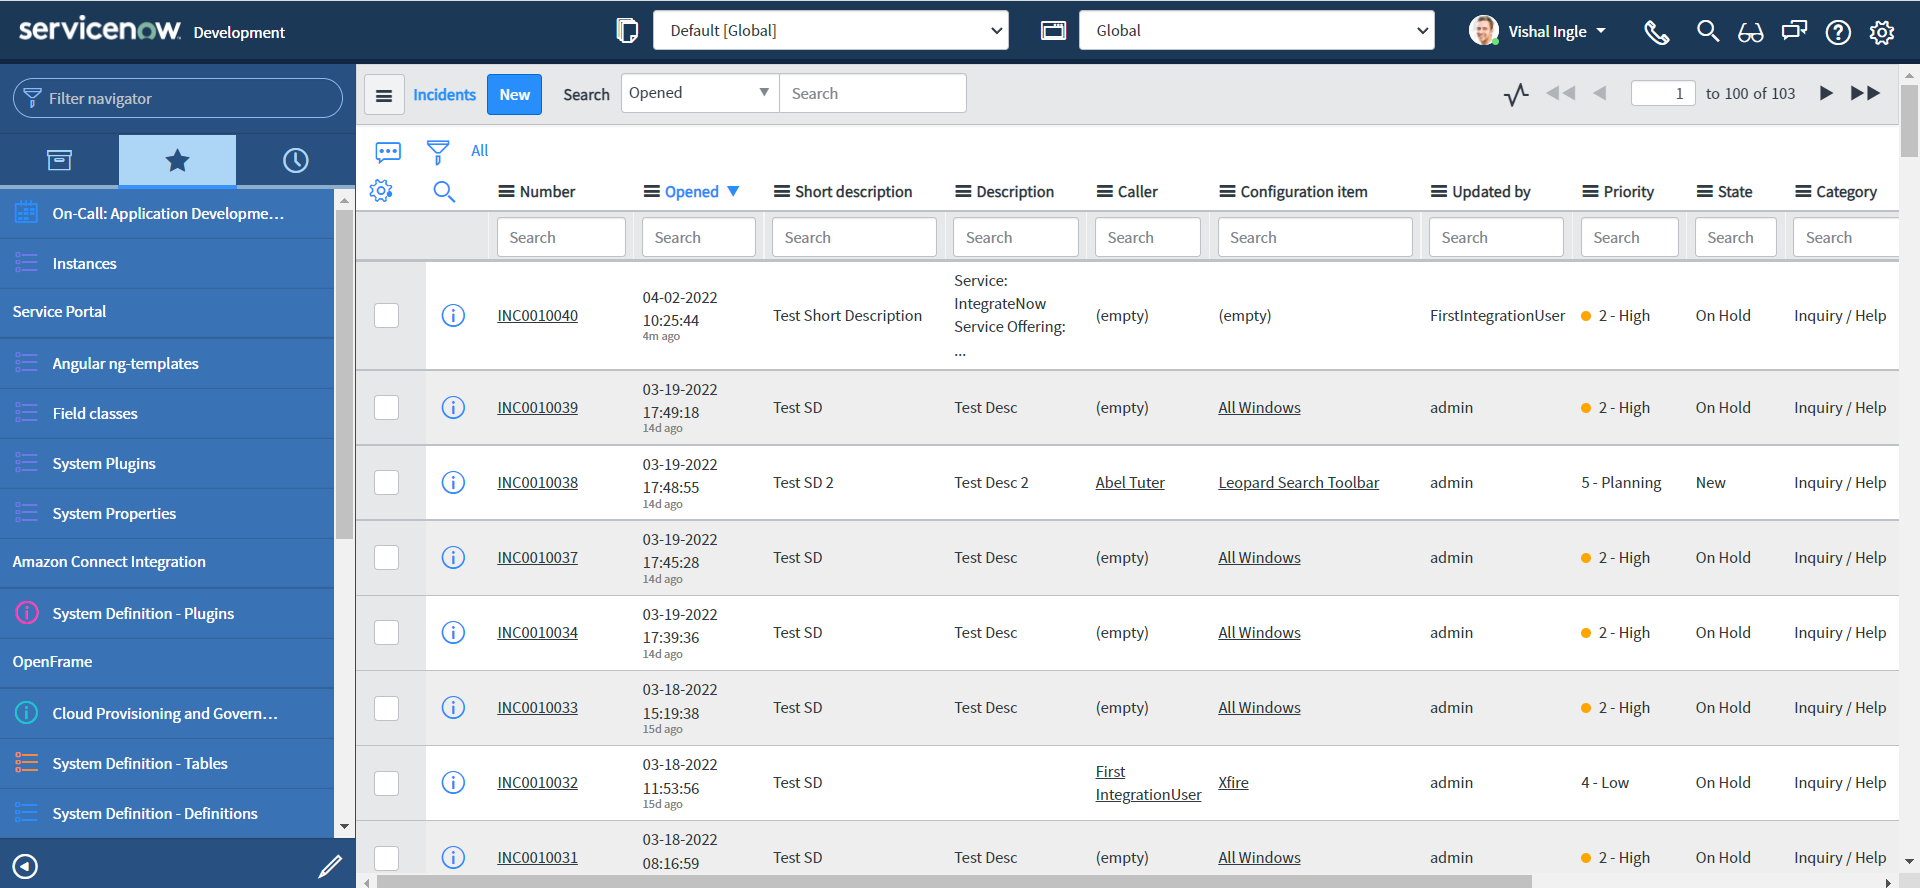 servicenow. Development
Default [Global]
Global
Vishal Ingle
Filter navigator
On-Call: Application Developme...
Instances
Service Portal
Angular ng-templates
Field classes
System Plugins
System Properties
Amazon Connect Integration
System Definition - Plugins
OpenFrame
Cloud Provisioning and Govern...
System Definition - Tables
System Definition - Definitions
Incidents New Search Opened Search 1 to 100 of 103
All
Number Opened Short description Description Caller Configuration item Updated by Priority State Category
Search Search Search Search Search Search Search Search Search Search
INC0010040 04-02-2022 10:25:44 4m ago Test Short Description Service: IntegrateNow Service Offering: ... (empty) (empty) FirstIntegrationUser 2 - High On Hold Inquiry / Help
INC0010039 03-19-2022 17:49:18 14d ago Test SD Test Desc (empty) All Windows admin 2 - High On Hold Inquiry / Help
INC0010038 03-19-2022 17:48:55 14d ago Test SD 2 Test Desc 2 Abel Tuter Leopard Search Toolbar admin 5 - Planning New Inquiry / Help
INC0010037 03-19-2022 17:45:28 14d ago Test SD Test Desc (empty) All Windows admin 2 - High On Hold Inquiry / Help
INC0010034 03-19-2022 17:39:36 14d ago Test SD Test Desc (empty) All Windows admin 2 - High On Hold Inquiry / Help
INC0010033 03-18-2022 15:19:38 15d ago Test SD Test Desc (empty) All Windows admin 2 - High On Hold Inquiry / Help
INC0010032 03-18-2022 11:53:56 15d ago Test SD First IntegrationUser Xfire admin 4 - Low On Hold Inquiry / Help
INC0010031 03-18-2022 08:16:59 Test SD Test Desc (empty) All Windows admin 2 - High On Hold Inquiry / Help